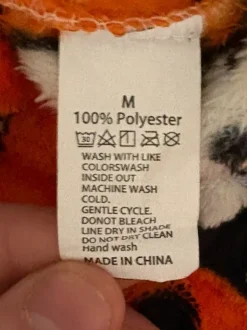 M
100% Polyester
30
WASH WITH LIKE
COLORSWASH
INSIDE OUT
MACHINE WASH
COLD.
GENTLE CYCLE.
DONOT BLEACH
LINE DRY IN SHADE
DO NOT DRY CLEAN
Hand wash
MADE IN CHINA